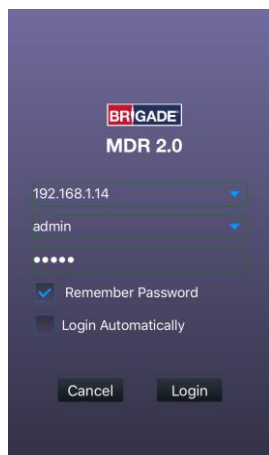 BRIGADE
MDR 2.0
192.168.1.14
admin
•••••
Remember Password
Login Automatically
Cancel Login